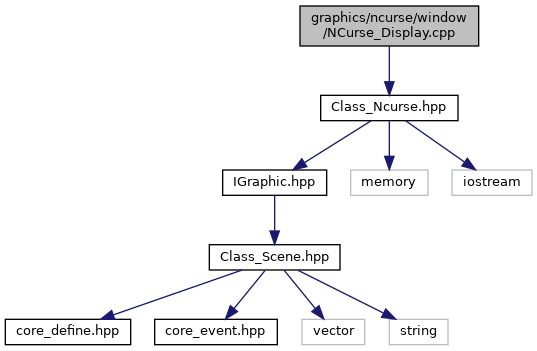 graphics/ncurse/window
/NCurse_Display.cpp
Class_Ncurse.hpp
IGraphic.hpp
memory
iostream
Class_Scene.hpp
core_define.hpp
core_event.hpp
vector
string